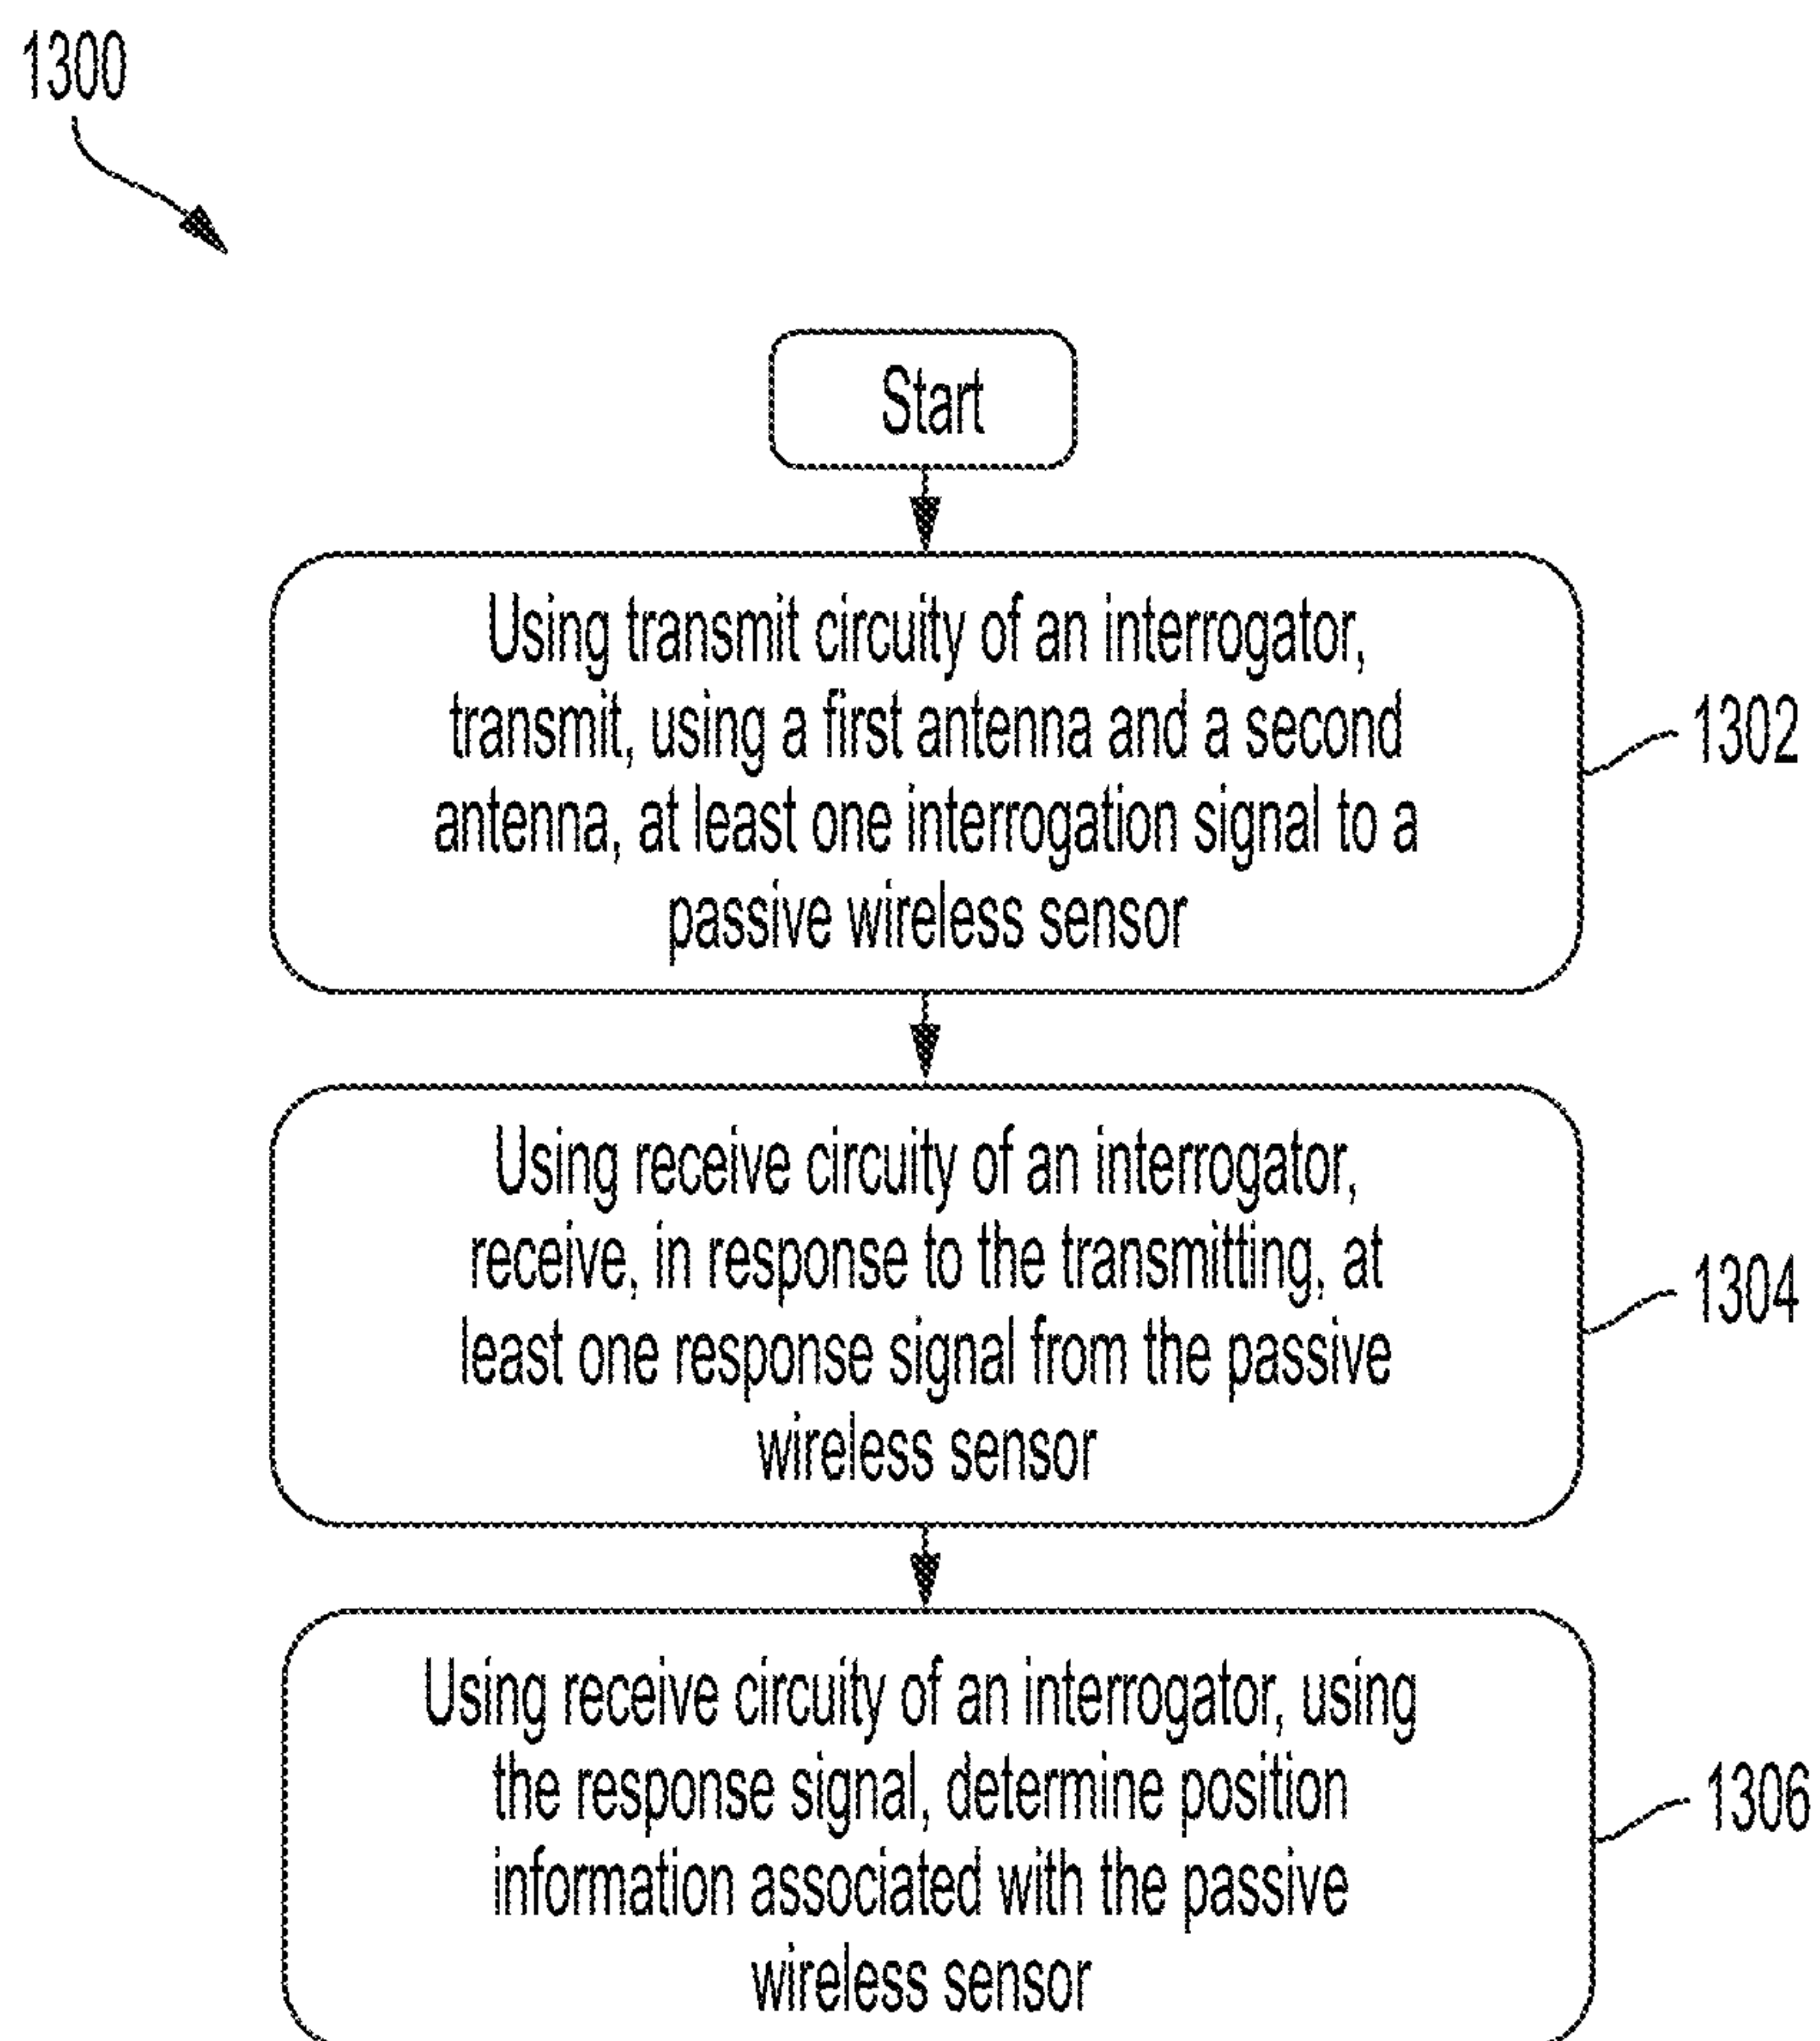 1300
Start
Using transmit circuity of an interrogator,
transmit, using a first antenna and a second
antenna, at least one interrogation signal to a
passive wireless sensor
1302
Using receive circuity of an interrogator,
receive, in response to the transmitting, at
least one response signal from the passive
wireless sensor
1304
Using receive circuity of an interrogator, using
the response signal, determine position
information associated with the passive
wireless sensor
1306